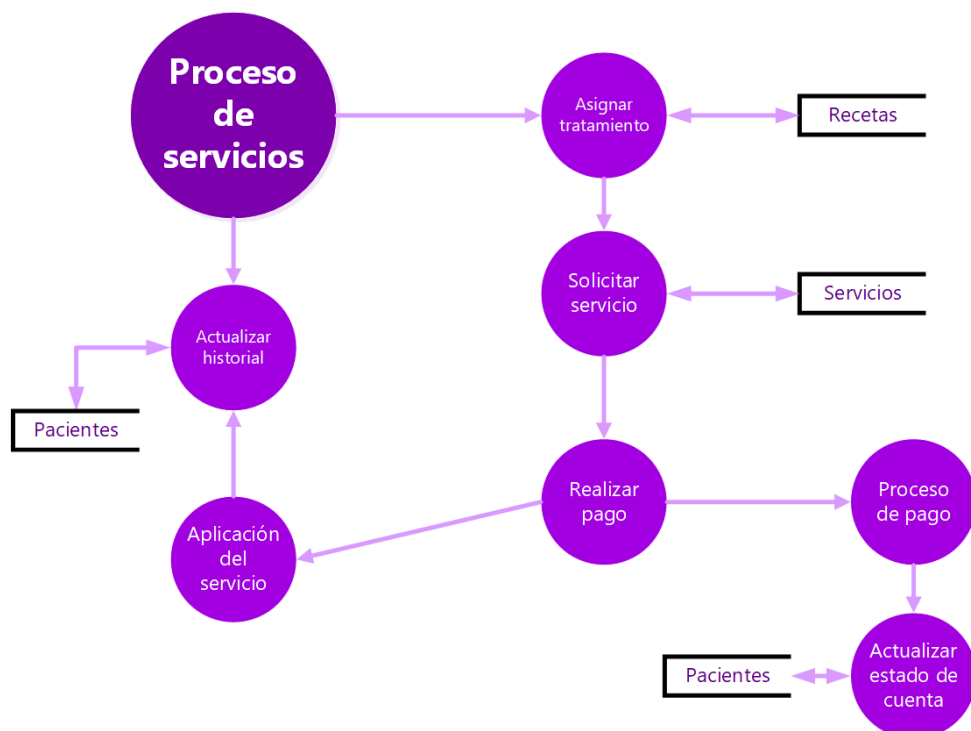 Proceso
de
servicios
Asignar
tratamiento
Recetas
Solicitar
servicio
Servicios
Actualizar
historial
Pacientes
Realizar
pago
Proceso
de pago
Aplicación
del
servicio
Pacientes
Actualizar
estado de
cuenta